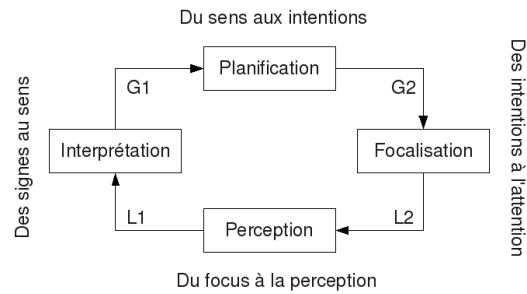 Du sens aux intentions
Planification
G1
G2
Des signes au sens
Interprétation
Focalisation
Des intentions à l'attention
L1
Perception
L2
Du focus à la perception